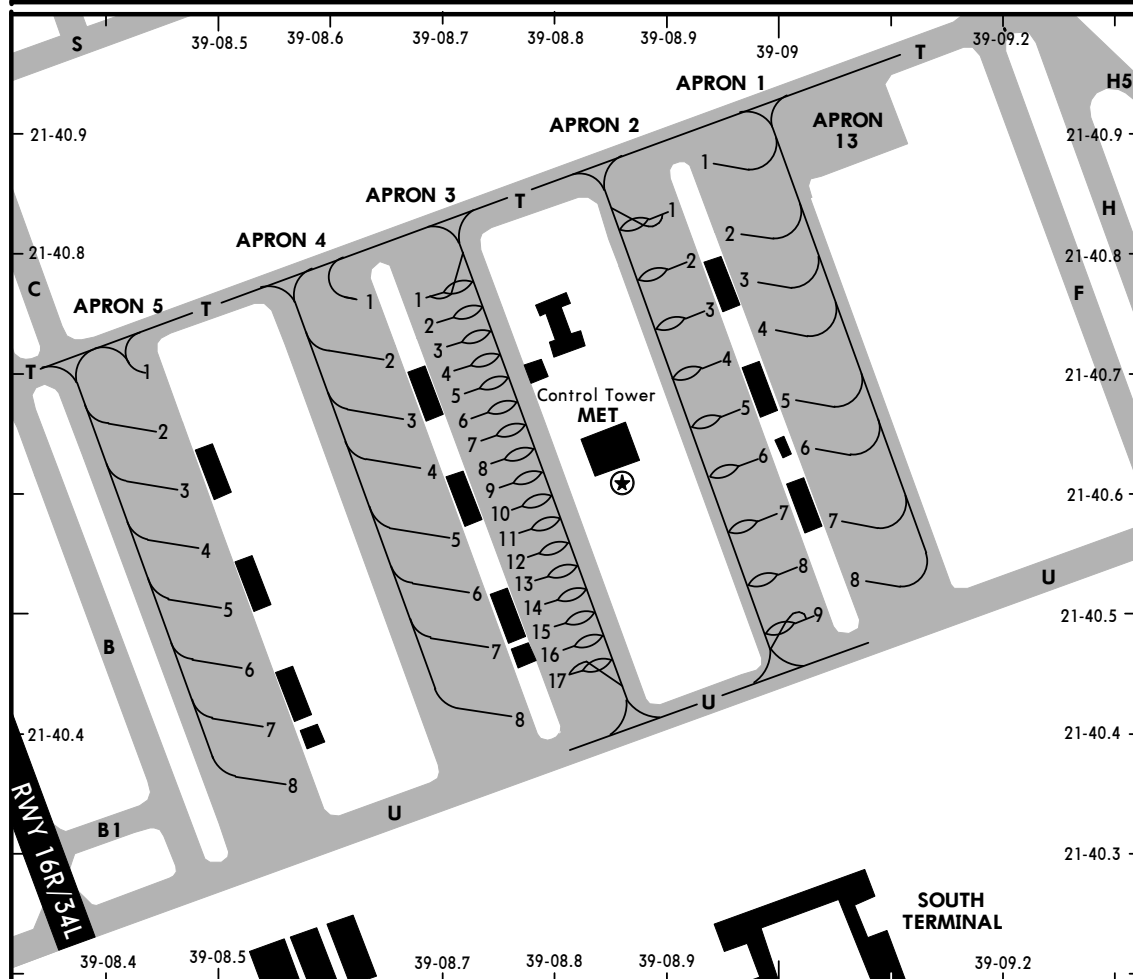 S
39-08.5
39-08.6
39-08.7
39-08.8
39-08.9
39-09
39-09.2
T
H5
APRON 1
APRON 2
APRON 3
APRON 4
APRON 5
APRON
13
21-40.9
21-40.9
21-40.8
21-40.8
C
T
T
T
H
F
21-40.7
21-40.6
21-40.5
21-40.4
21-40.4
21-40.3
1
2
3
4
5
6
7
8
1
2
3
4
5
6
7
8
1
2
3
4
5
6
7
8
9
10
11
12
13
14
15
16
17
Control Tower
MET
1
2
3
4
5
6
7
8
9
1
2
3
4
5
6
7
8
B
B1
U
U
U
RWY 16R/34L
SOUTH
TERMINAL
39-08.4
39-08.5
39-08.7
39-08.8
39-08.9
39-09.2